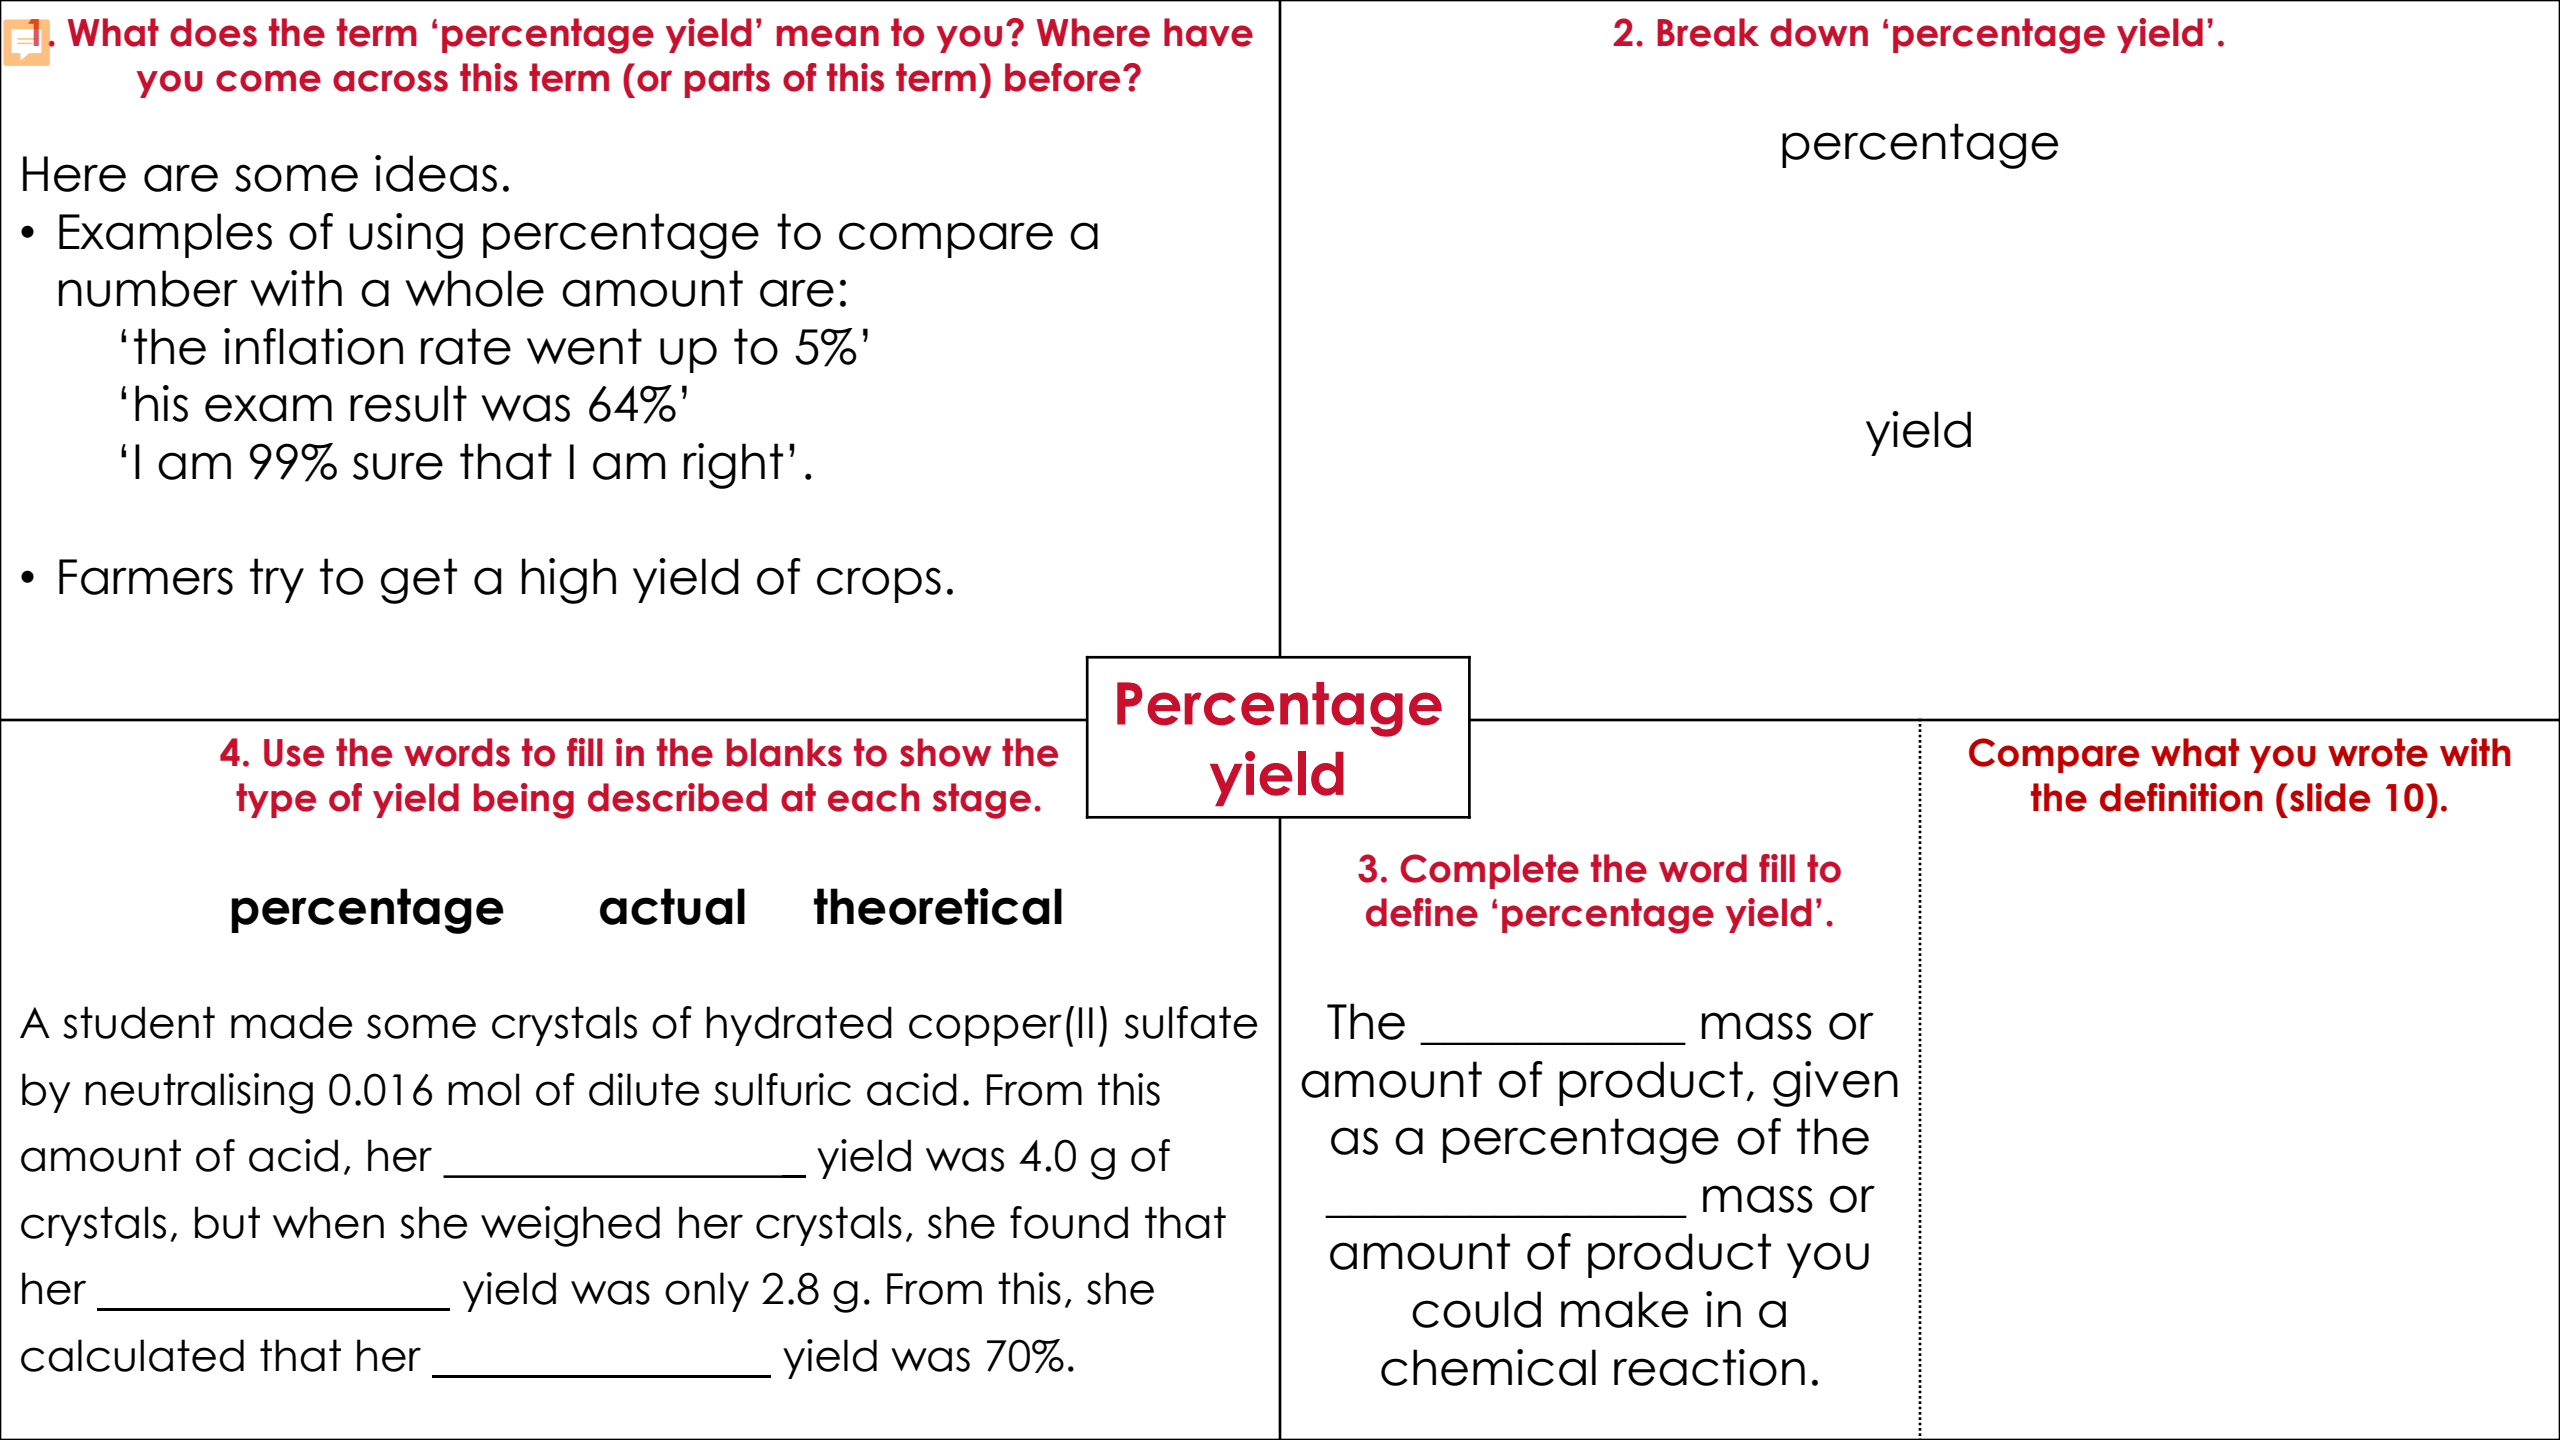 1. What does the term ‘percentage yield’ mean to you? Where have
you come across this term (or parts of this term) before?
Here are some ideas.
• Examples of using percentage to compare a
number with a whole amount are:
‘the inflation rate went up to 5%’
‘his exam result was 64%’
‘I am 99% sure that I am right’.
• Farmers try to get a high yield of crops.
2. Break down ‘percentage yield’.
percentage
yield
Percentage
yield
3. Complete the word fill to
define ‘percentage yield’.
The ___________ mass or
amount of product, given
as a percentage of the
_______________ mass or
amount of product you
could make in a
chemical reaction.
Compare what you wrote with
the definition (slide 10).
4. Use the words to fill in the blanks to show the
type of yield being described at each stage.
percentage actual theoretical
A student made some crystals of hydrated copper(II) sulfate
by neutralising 0.016 mol of dilute sulfuric acid. From this
amount of acid, her ________________ yield was 4.0 g of
crystals, but when she weighed her crystals, she found that
her ________________ yield was only 2.8 g. From this, she
calculated that her _______________ yield was 70%.